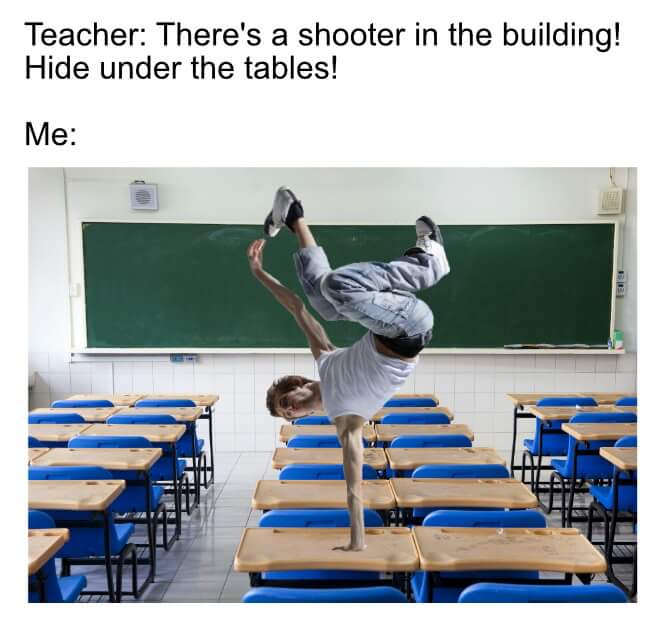 Teacher: There's a shooter in the building!
Hide under the tables!
Me: